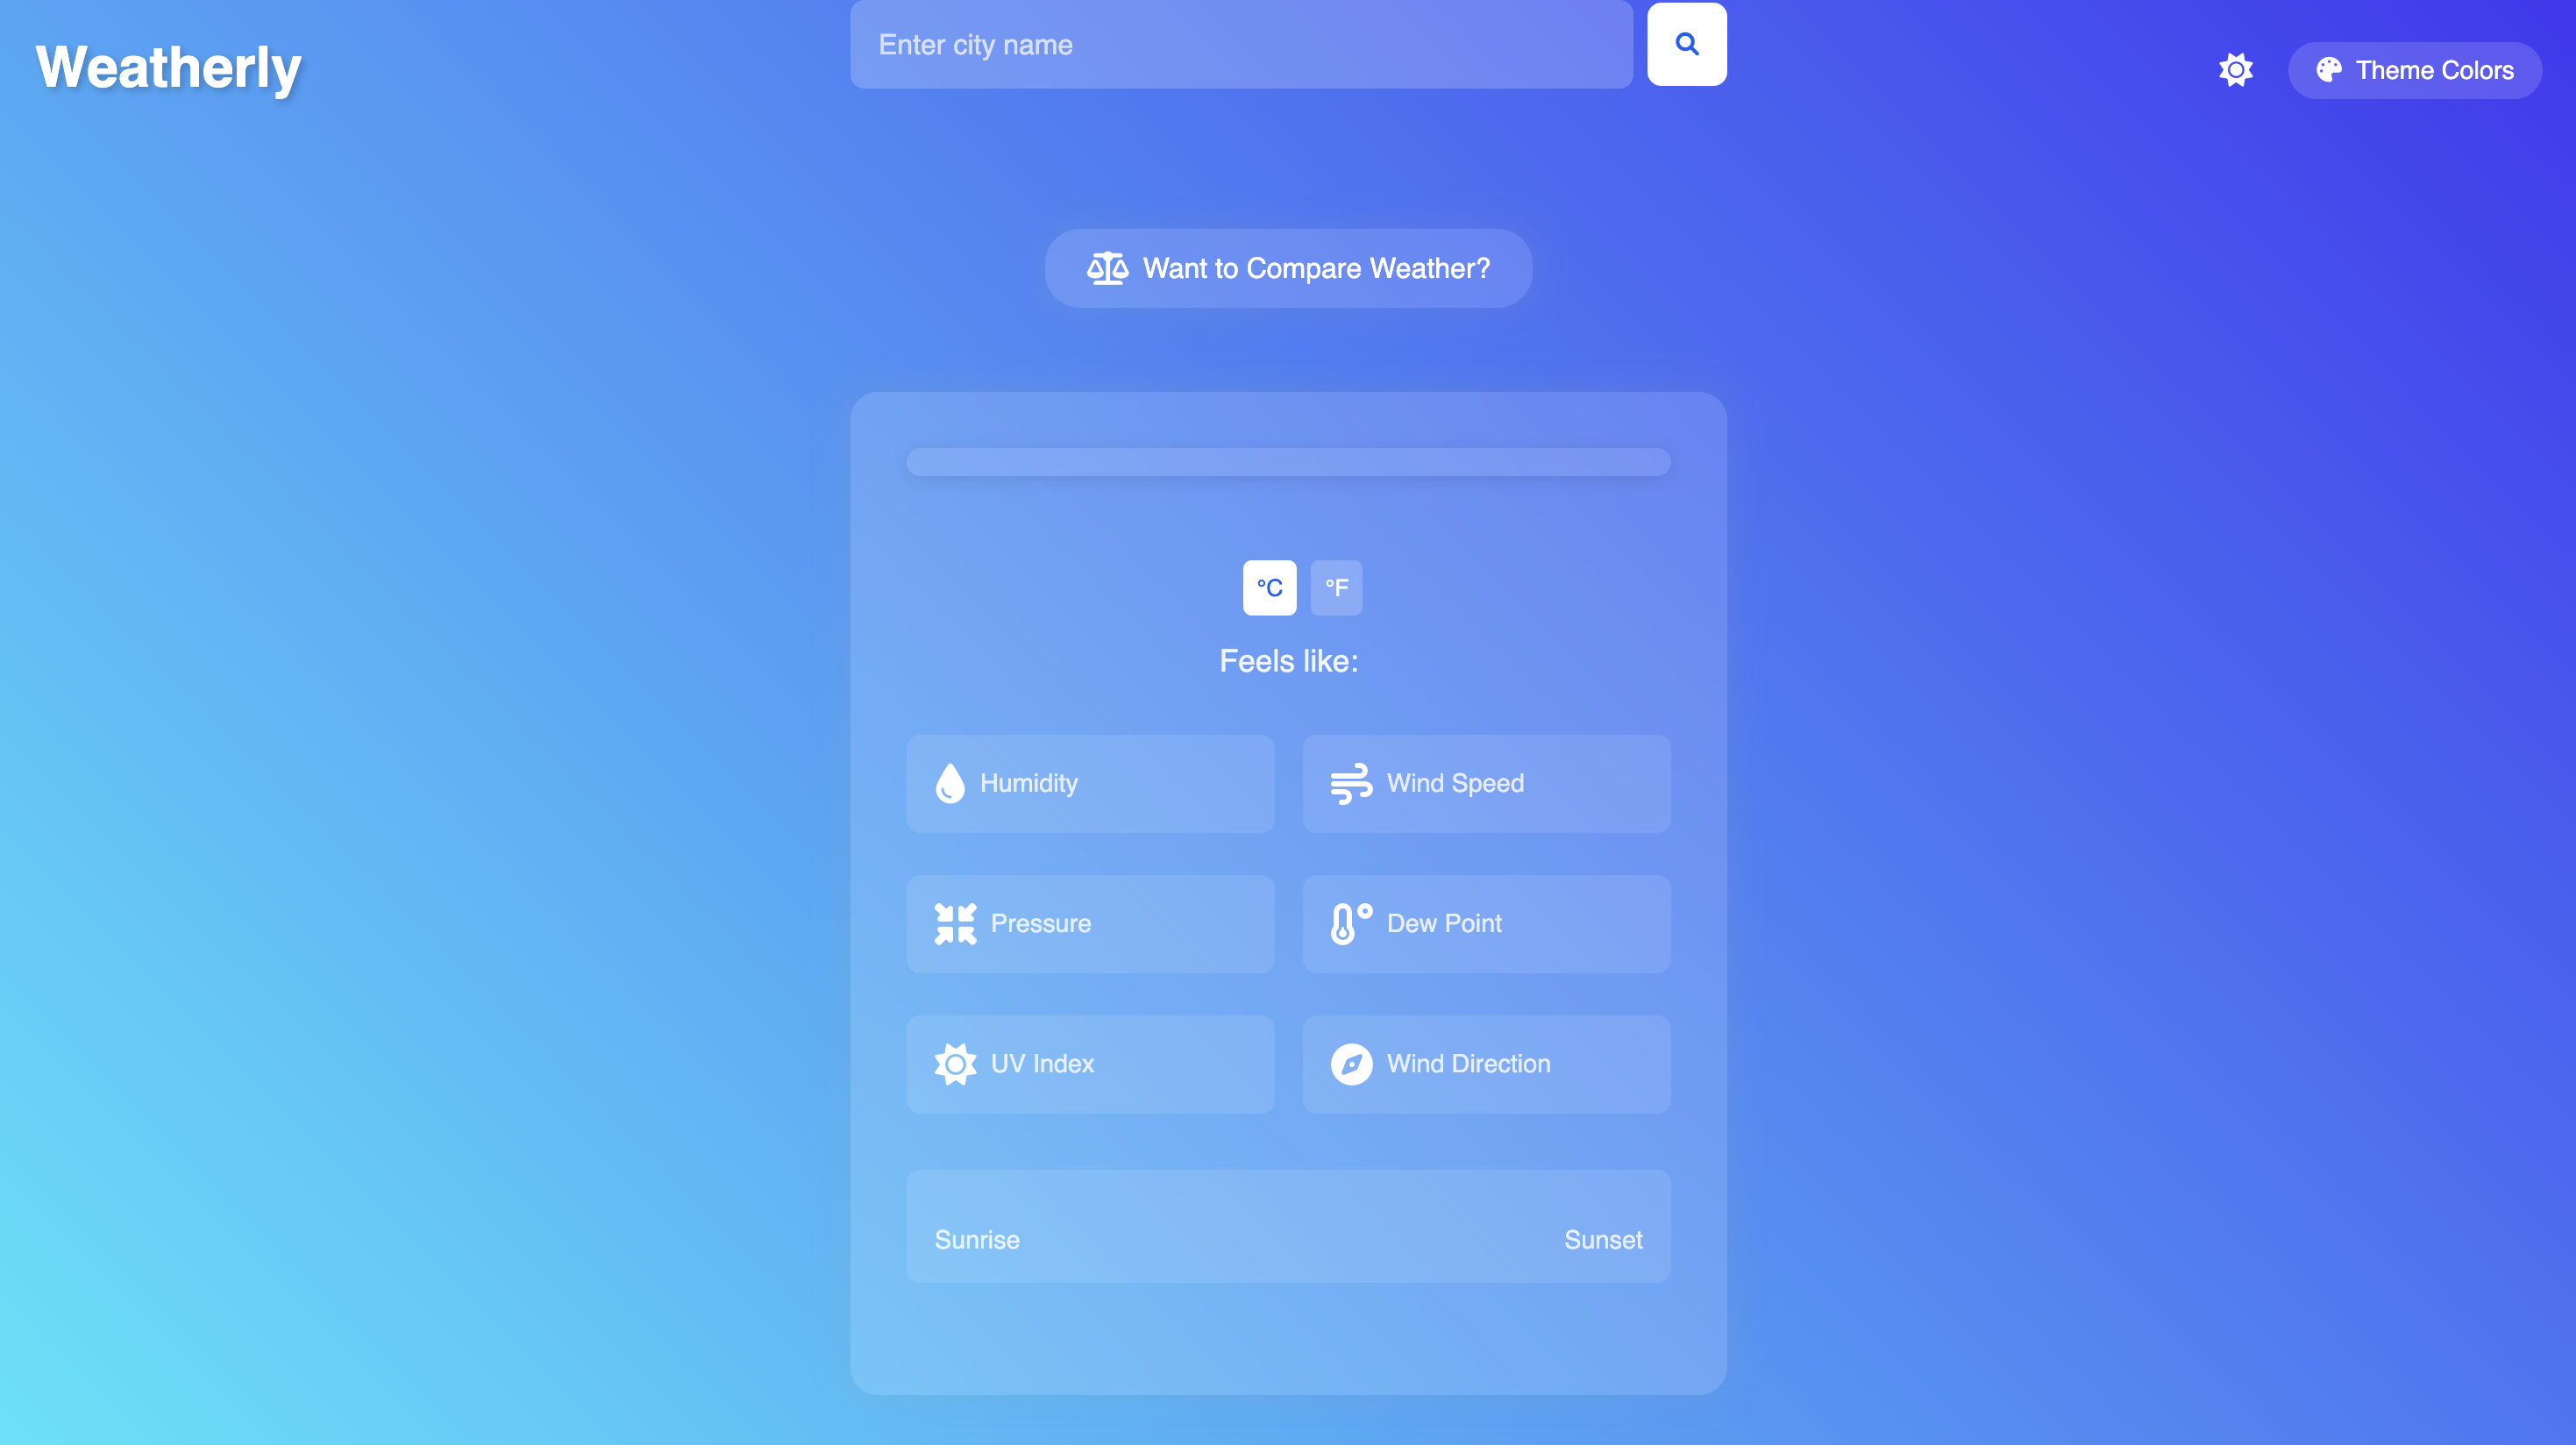 Weatherly
Enter city name
Theme Colors
Want to Compare Weather?
°C °F
Feels like:
Humidity
Wind Speed
Pressure
Dew Point
UV Index
Wind Direction
Sunrise
Sunset